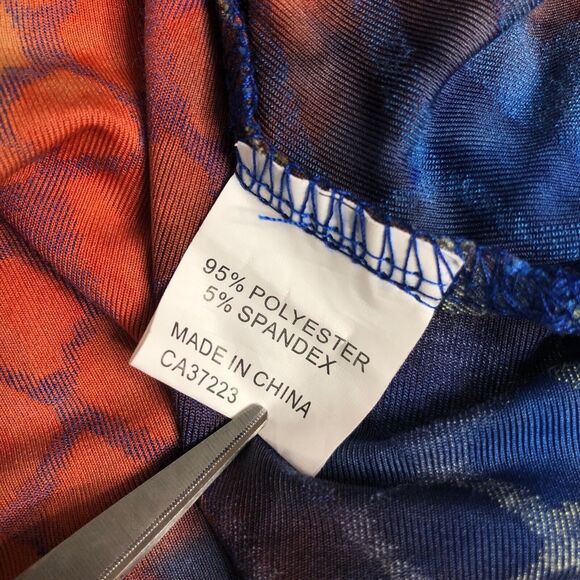 95% POLYESTER
5% SPANDEX
MADE IN CHINA
CA37223